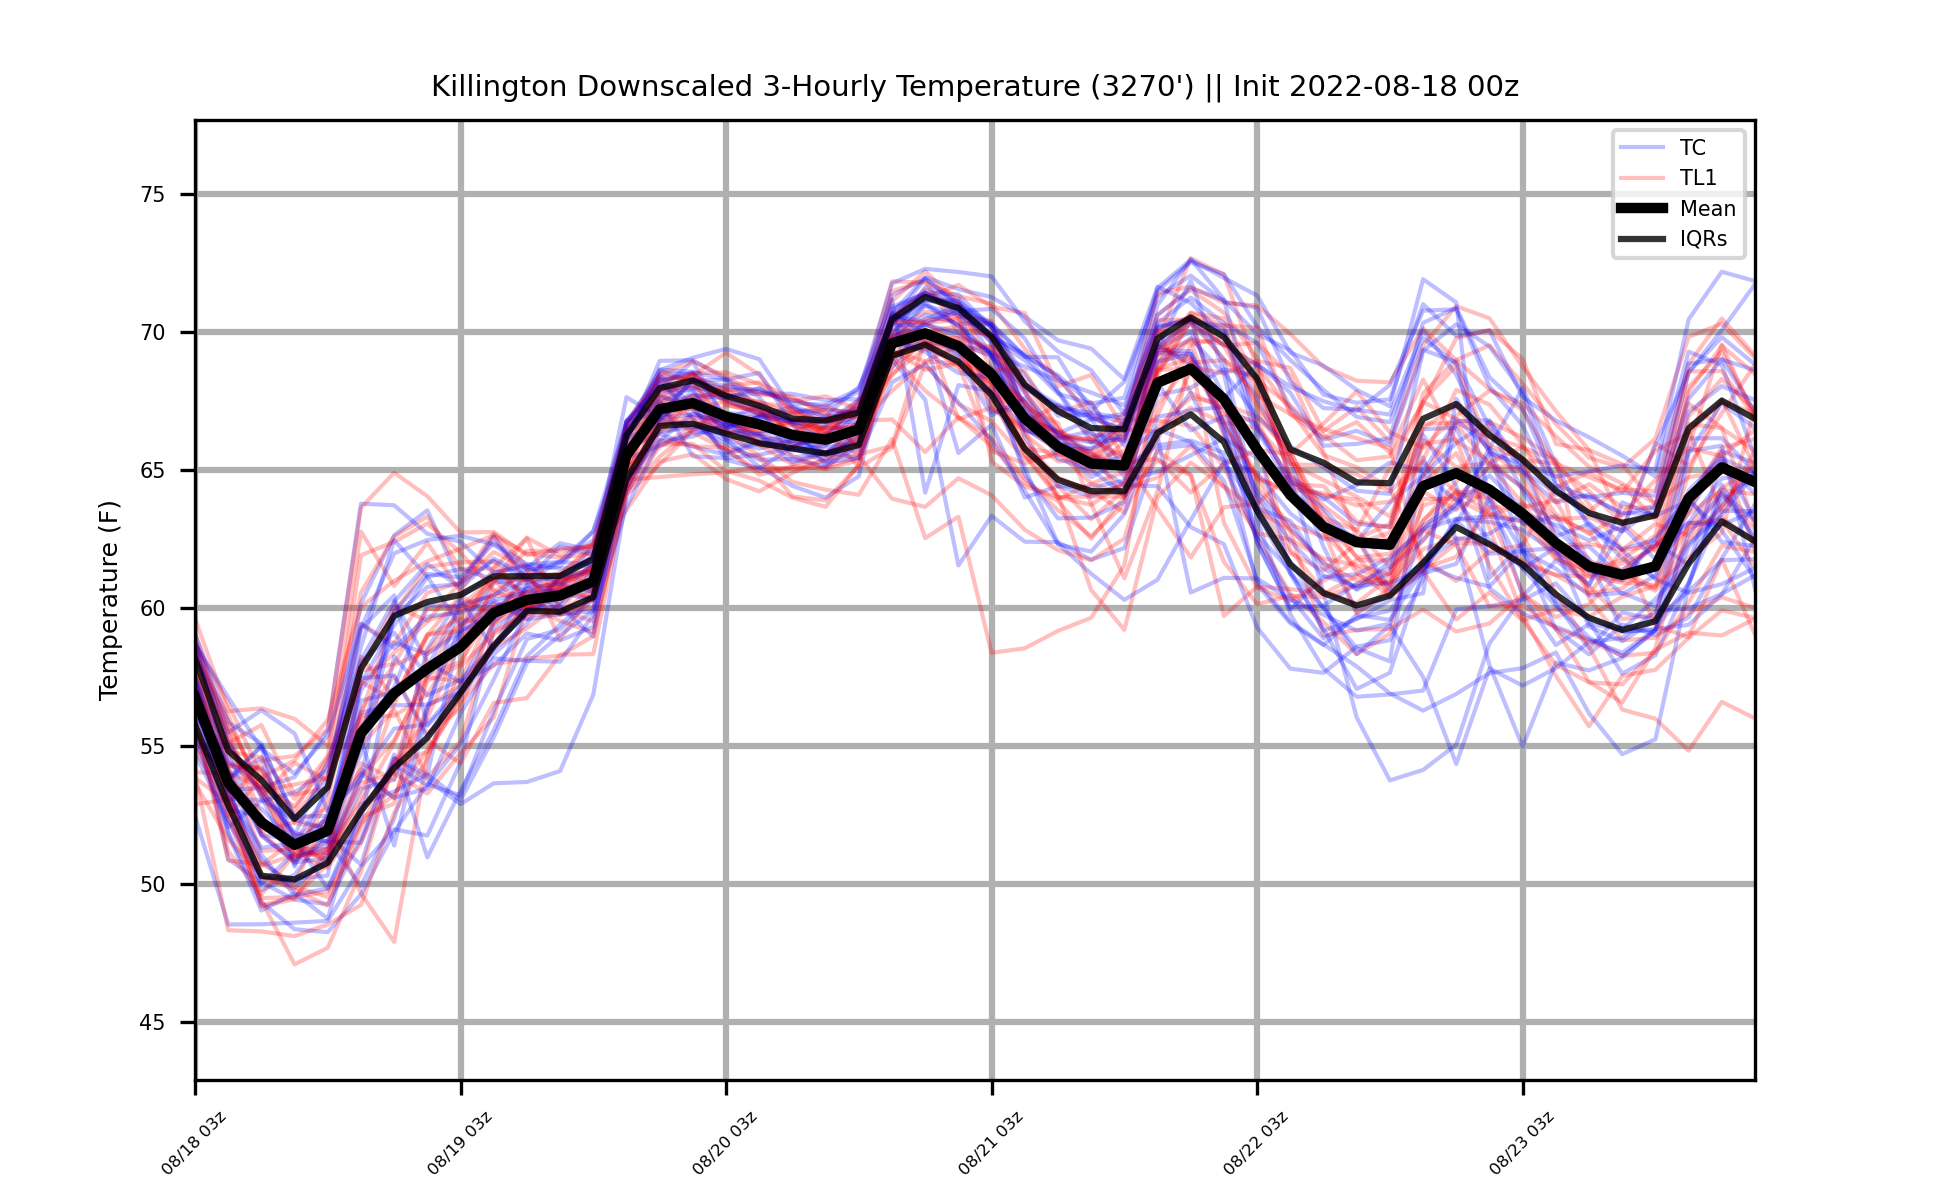 Killington Downscaled 3-Hourly Temperature (3270') || Init 2022-08-18 00z
TC
TL1
Mean
IQRs
Temperature (F)
75
70
65
60
55
50
45
08/18 03z
08/19 03z
08/20 03z
08/21 03z
08/22 03z
08/23 03z